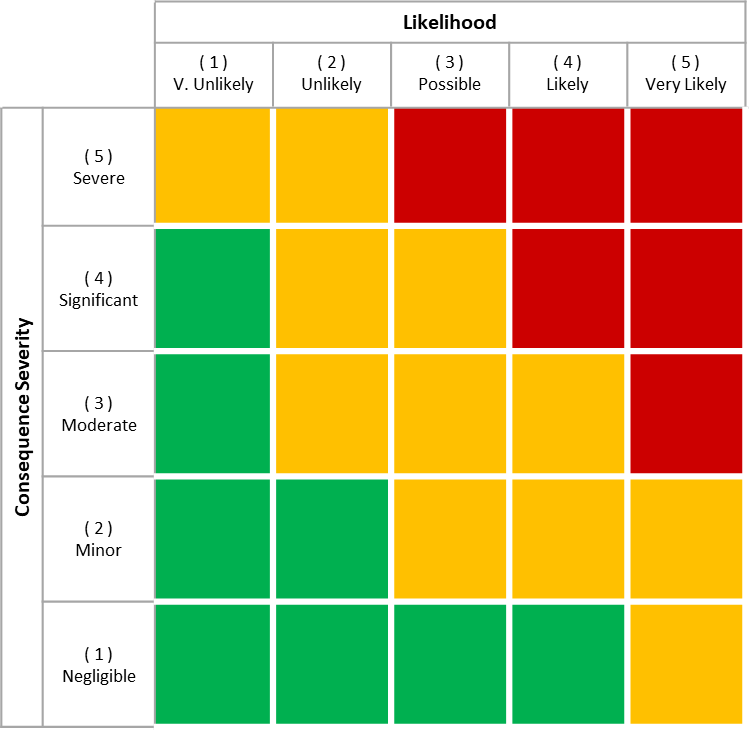 Likelihood
( 1 )
V. Unlikely
( 2 )
Unlikely
( 3 )
Possible
( 4 )
Likely
( 5 )
Very Likely
Consequence Severity
( 5 )
Severe
( 4 )
Significant
( 3 )
Moderate
( 2 )
Minor
( 1 )
Negligible